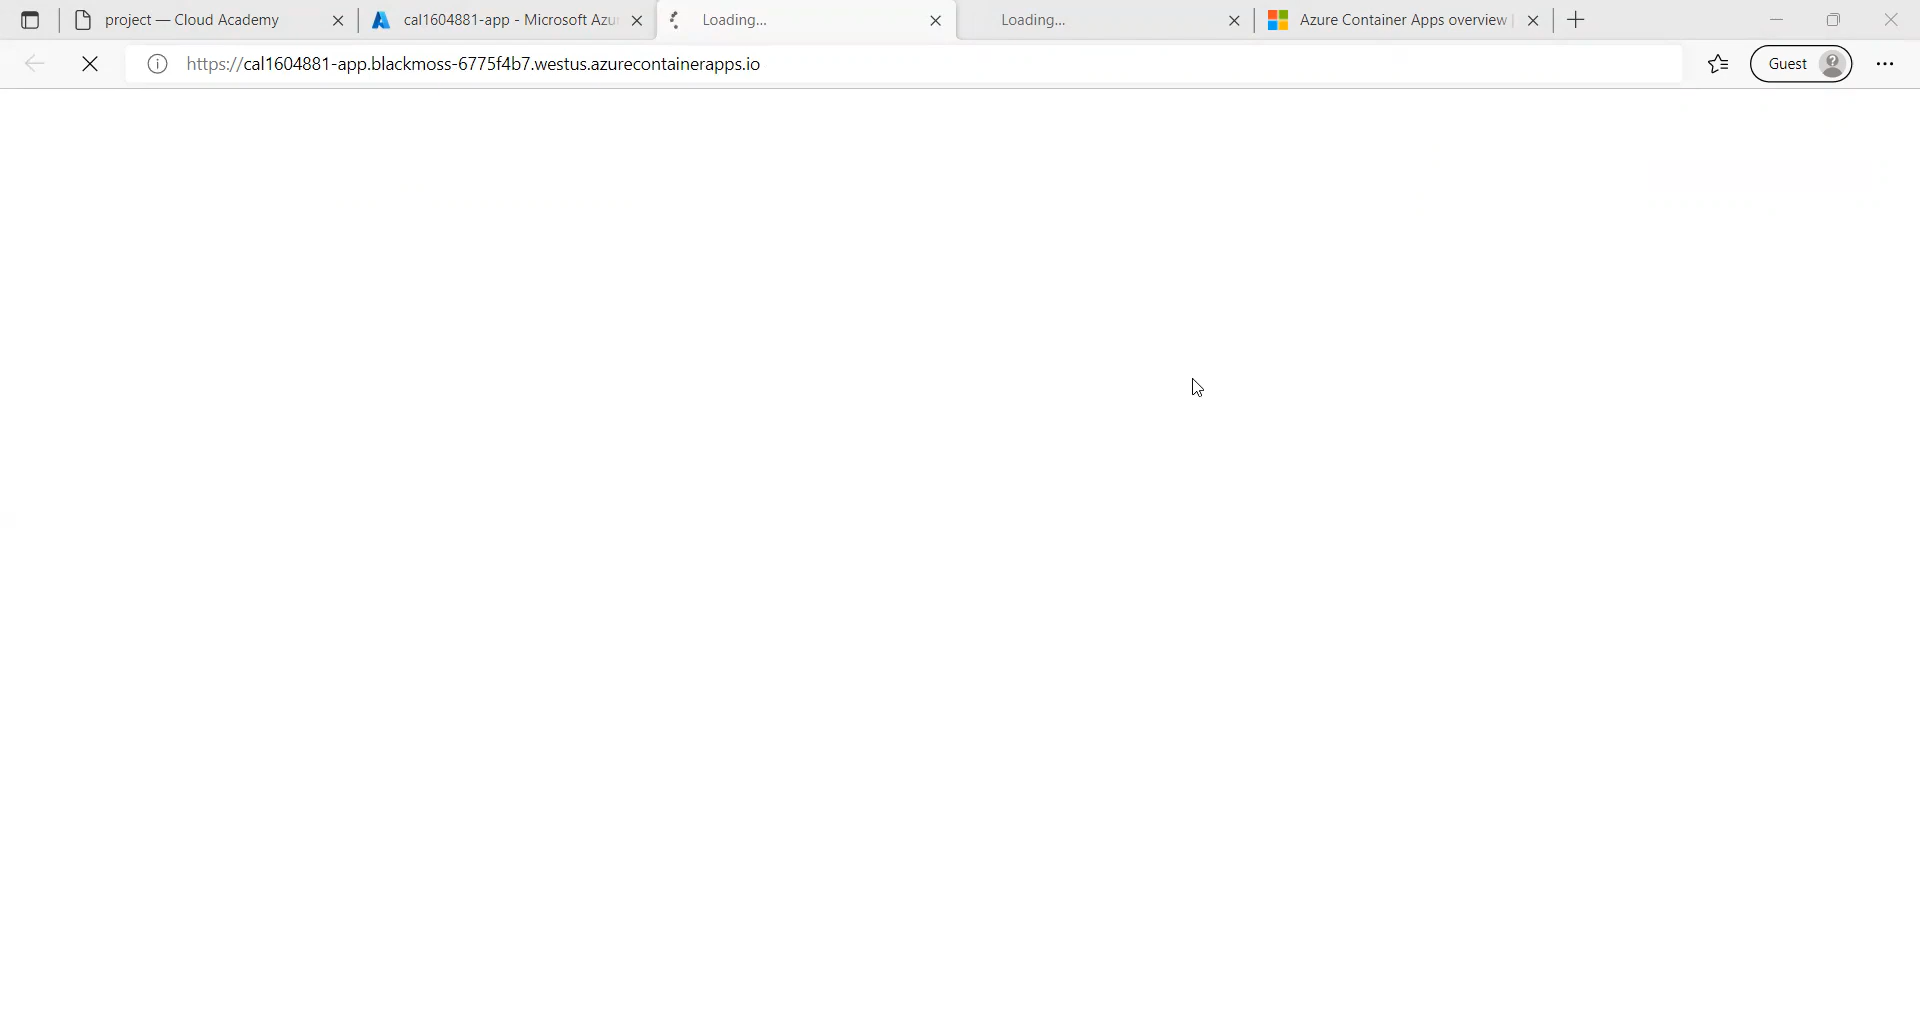 project — Cloud Academy
cal1604881-app - Microsoft Azu
Loading...
Loading...
Azure Container Apps overview
https://cal1604881-app.blackmoss-6775f4b7.westus.azurecontainerapps.io
Guest